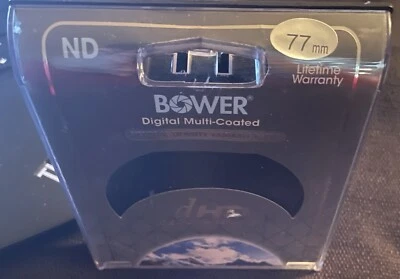 ND
77mm
Lifetime
Warranty
BOWER®
Digital Multi-Coated